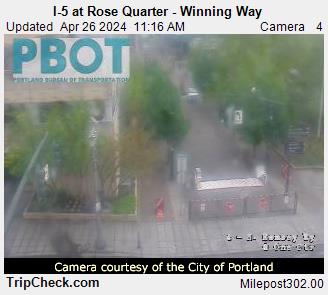 I-5 at Rose Quarter - Winning Way
Updated Apr 26 2024 11:16 AM Camera 4
PBOT
PORTLAND BUREAU OF TRANSPORTATION
Camera courtesy of the City of Portland
TripCheck.com Milepost302.00